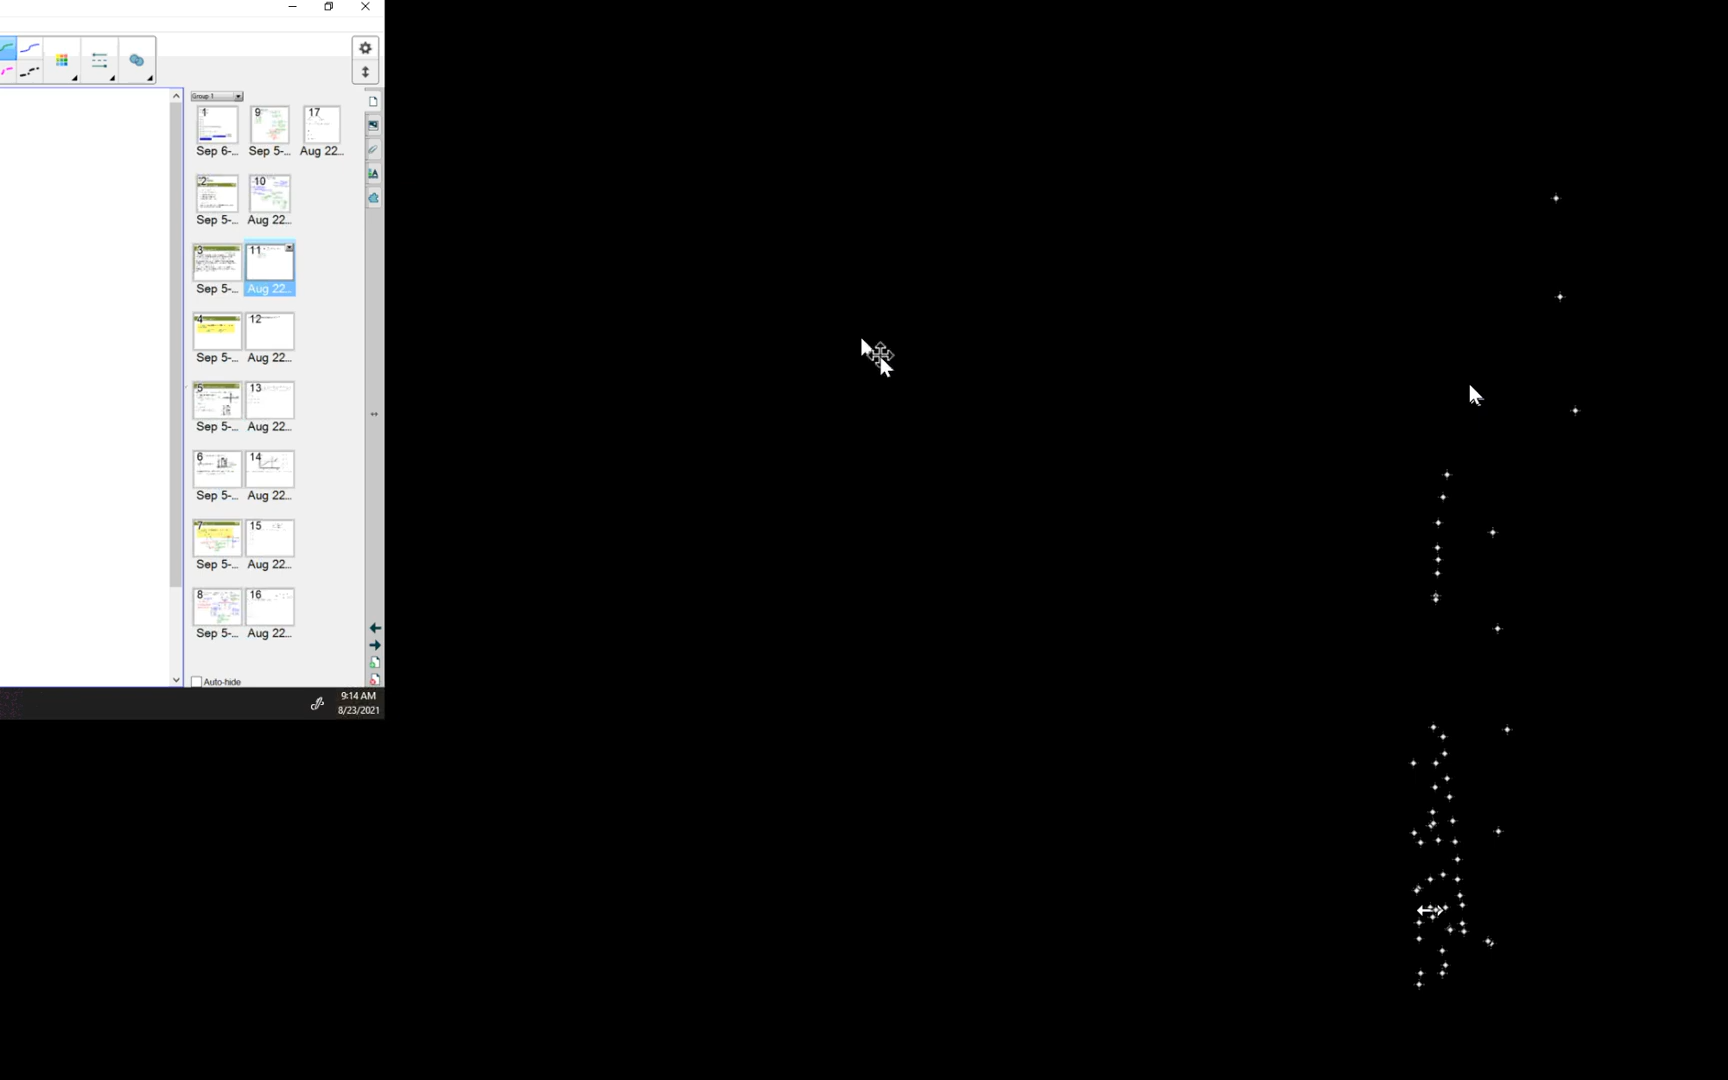 Group 1
1 9 17
Sep 6-... Sep 5-... Aug 22...
2 10
Sep 5-... Aug 22...
3 11
Sep 5-... Aug 22...
4 12
Sep 5-... Aug 22...
5 13
Sep 5-... Aug 22...
6 14
Sep 5-... Aug 22...
7 15
Sep 5-... Aug 22...
8 16
Sep 5-... Aug 22...
Auto-hide
9:14 AM
8/23/2021